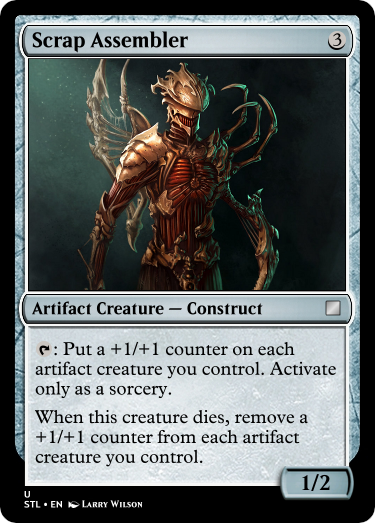 Scrap Assembler 3
Artifact Creature — Construct
: Put a +1/+1 counter on each
artifact creature you control. Activate
only as a sorcery.
When this creature dies, remove a
+1/+1 counter from each artifact
creature you control.
1/2
U
STL • EN Larry Wilson